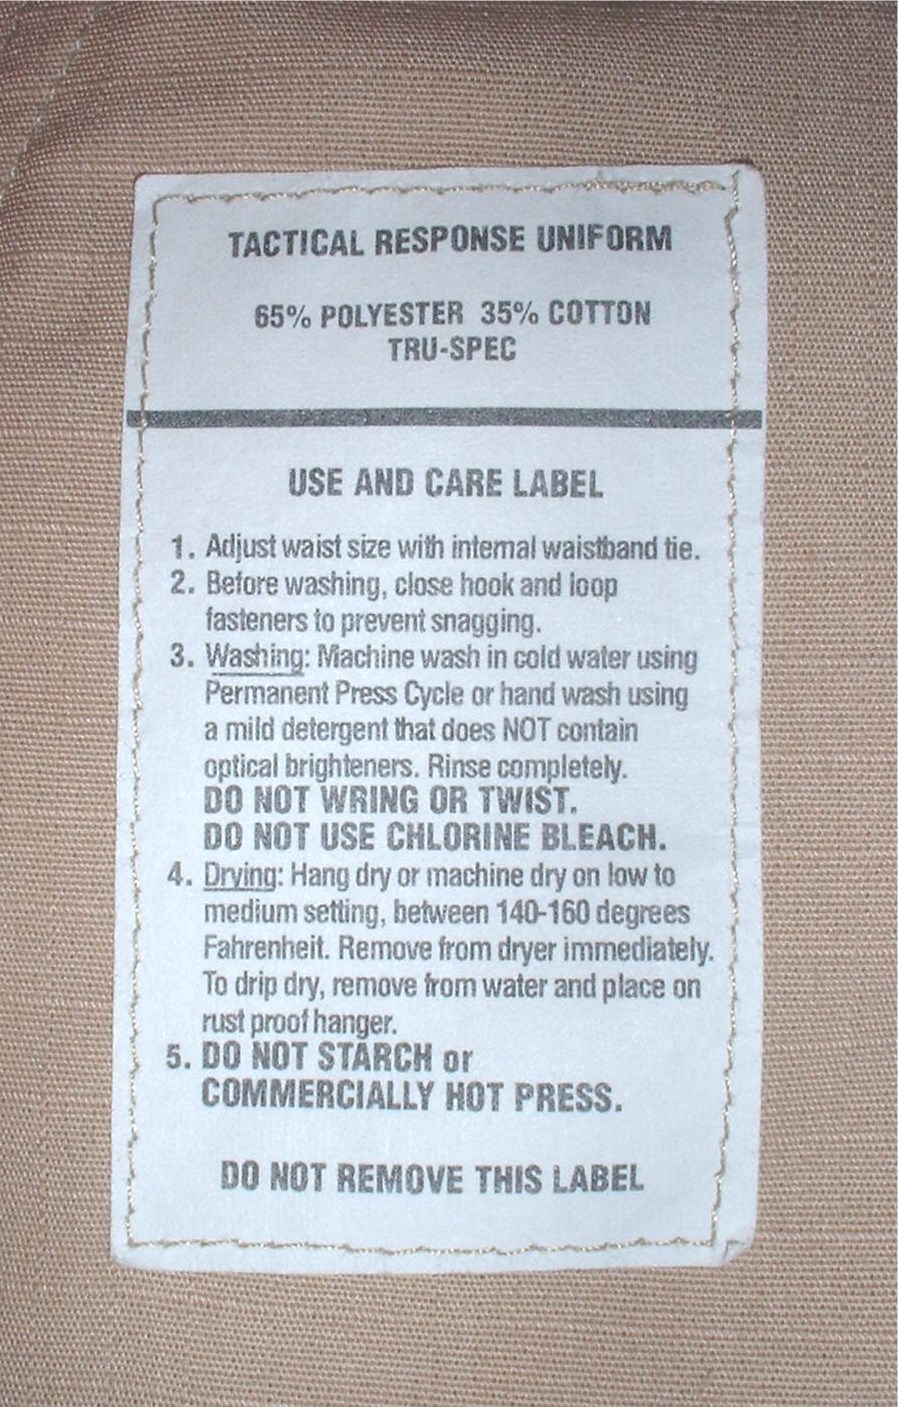 TACTICAL RESPONSE UNIFORM
65% POLYESTER 35% COTTON
TRU-SPEC
USE AND CARE LABEL
1. Adjust waist size with internal waistband tie.
2. Before washing, close hook and loop
fasteners to prevent snagging.
3. Washing: Machine wash in cold water using
Permanent Press Cycle or hand wash using
a mild detergent that does NOT contain
optical brighteners. Rinse completely.
DO NOT WRING OR TWIST.
DO NOT USE CHLORINE BLEACH.
4. Drying: Hang dry or machine dry on low to
medium setting, between 140-160 degrees
Fahrenheit. Remove from dryer immediately.
To drip dry, remove from water and place on
rust proof hanger.
5. DO NOT STARCH or
COMMERCIALLY HOT PRESS.
DO NOT REMOVE THIS LABEL